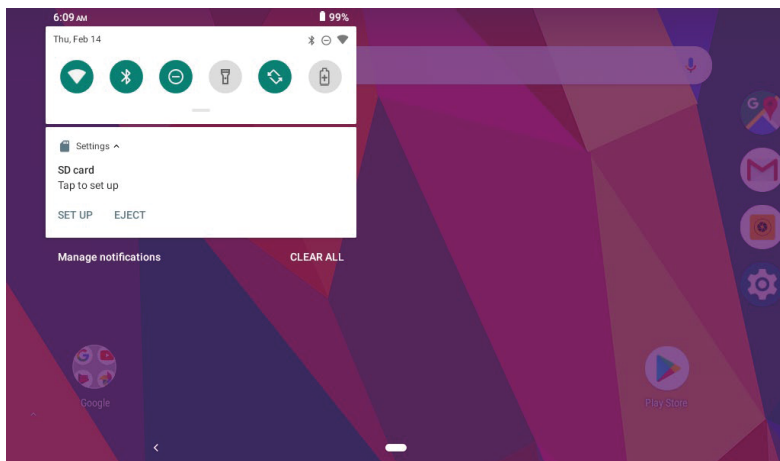 6:09 AM 99%
Thu, Feb 14
Settings
SD card
Tap to set up
SET UP EJECT
Manage notifications CLEAR ALL
Google Play Store